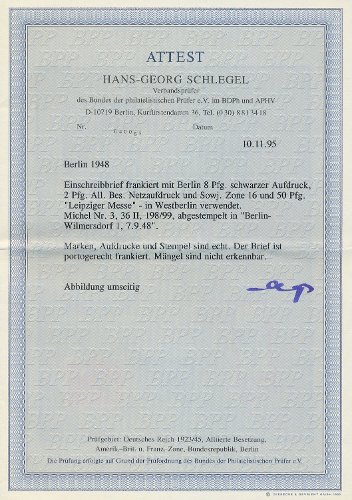 ATTEST
HANS-GEORG SCHLEGEL
Verbandsprüfer
des Bundes der philatelistischen Prüfer e.V. im BDPh und APHV
D-10719 Berlin, Kurfürstendamm 36, Tel. (030) 8813418
Nr. Datum
10.11.95
Berlin 1948
Einschreibbrief frankiert mit Berlin 8 Pfg. schwarzer Aufdruck,
2 Pfg. All. Bes. Netzaufdruck und Sowj. Zone 16 und 50 Pfg.
"Leipziger Messe" - in Westberlin verwendet.
Michel Nr. 3, 36 II, 198/99, abgestempelt in "Berlin-
Wilmersdorf 1, 7.9.48".
Marken, Aufdrucke und Stempel sind echt. Der Brief ist
portogerecht frankiert. Mängel sind nicht erkennbar.
Abbildung umseitig
Prüfgebiet: Deutsches Reich 1923/45, Alliierte Besetzung,
Amerik.-Brit. u. Franz. Zone, Bundesrepublik, Berlin
Die Prüfung erfolgte auf Grund der Prüfordnung des Bundes der Philatelistischen Prüfer e.V.